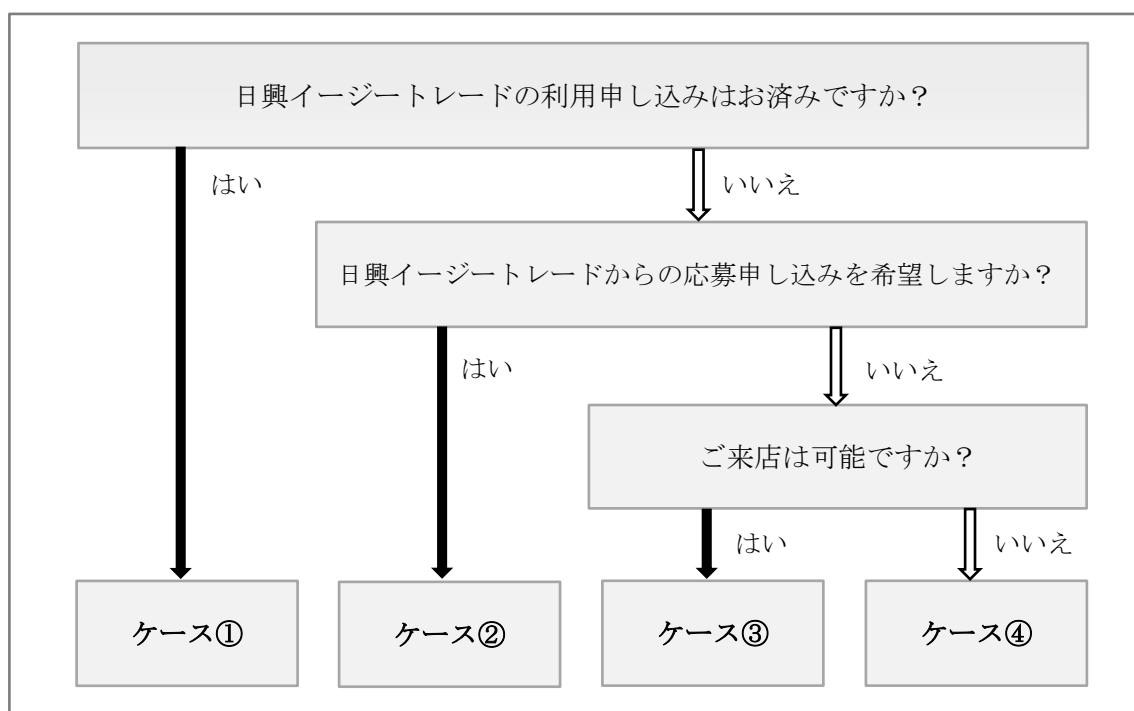 日興イージートレードの利用申し込みはお済みですか？
はい
いいえ
日興イージートレードからの応募申し込みを希望しますか？
はい
いいえ
ご来店は可能ですか？
はい
いいえ
ケース①
ケース②
ケース③
ケース④